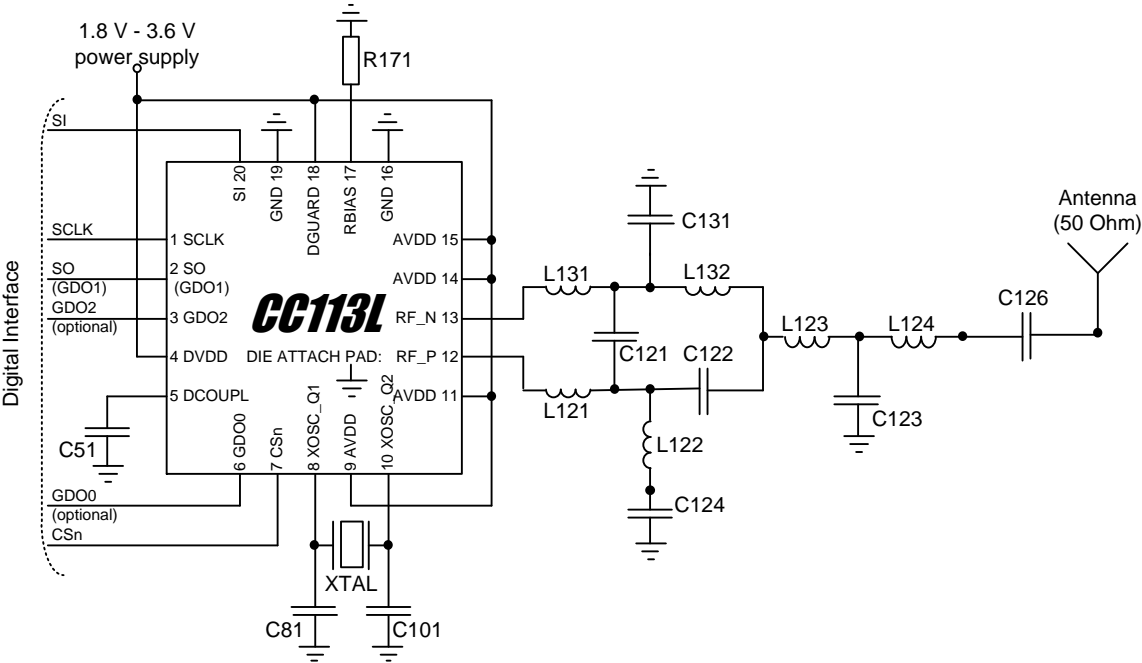 1.8 V - 3.6 V
power supply
R171
Digital Interface
SI
SI 20
GND 19
DGUARD 18
RBIAS 17
GND 16
SCLK
1 SCLK
SO
(GDO1)
2 SO
(GDO1)
GDO2
(optional)
3 GDO2
4 DVDD
5 DCOUPL
CC113L
DIE ATTACH PAD:
AVDD 15
AVDD 14
RF_N 13
RF_P 12
AVDD 11
6 GDO0
7 CSn
8 XOSC_Q1
9 AVDD
10 XOSC_Q2
C51
GDO0
(optional)
CSn
XTAL
C81
C101
C131
L131
L132
C121
C122
L121
L122
C124
L123
L124
C123
C126
Antenna
(50 Ohm)